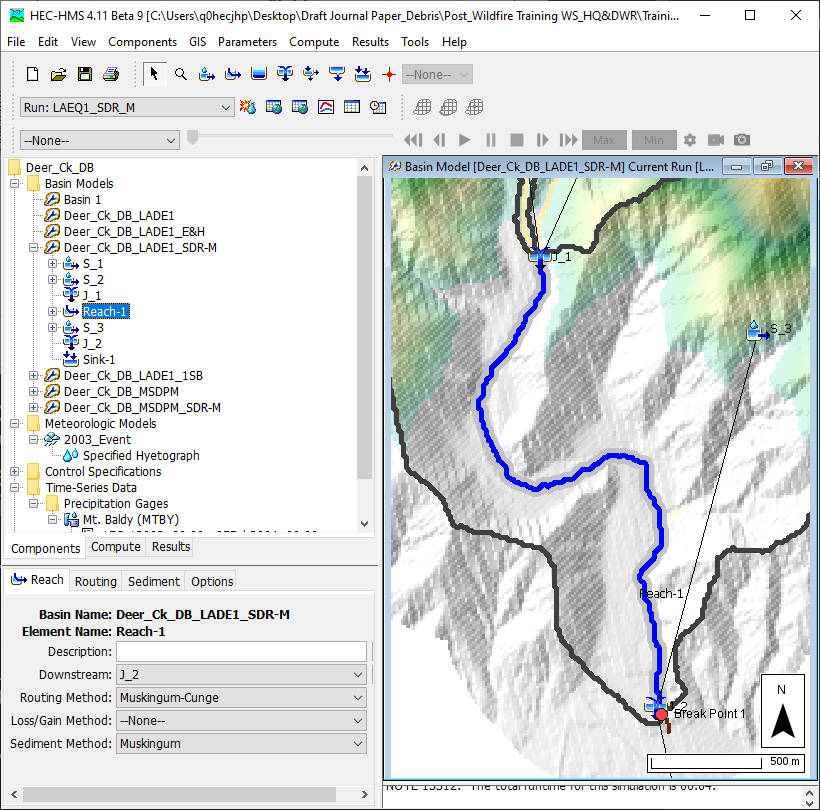 HEC-HMS 4.11 Beta 9 [C:\Users\q0hecjhp\Desktop\Draft Journal Paper_Debris\Post_Wildfire Training WS_HQ&DWR\Traini...
File Edit View Components GIS Parameters Compute Results Tools Help
--None--
Run: LAEQ1_SDR_M
--None--
Max Min
Deer_Ck_DB
Basin Models
Basin 1
Deer_Ck_DB_LADE1
Deer_Ck_DB_LADE1_E&H
Deer_Ck_DB_LADE1_SDR-M
S_1
S_2
J_1
Reach-1
S_3
J_2
Sink-1
Deer_Ck_DB_LADE1_1SB
Deer_Ck_DB_MSDPM
Deer_Ck_DB_MSDPM_SDR-M
Meteorologic Models
2003_Event
Specified Hyetograph
Control Specifications
Time-Series Data
Precipitation Gages
Mt. Baldy (MTBY)
Components Compute Results
Reach Routing Sediment Options
Basin Name: Deer_Ck_DB_LADE1_SDR-M
Element Name: Reach-1
Description:
Downstream: J_2
Routing Method: Muskingum-Cunge
Loss/Gain Method: --None--
Sediment Method: Muskingum
Basin Model [Deer_Ck_DB_LADE1_SDR-M] Current Run [L...
J_1
S_3
Reach-1
Break Point 1
N
500 m
NOTE 15312: The total runtime for this simulation is 00:04.